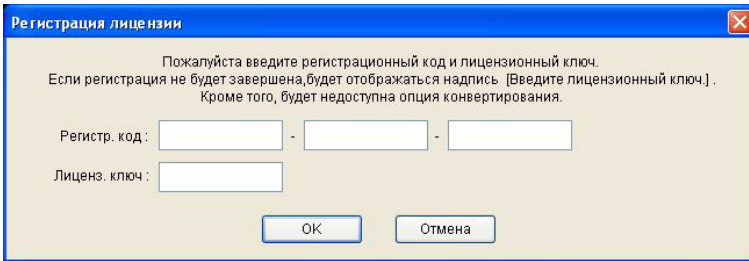 Регистрация лицензии
Пожалуйста введите регистрационный код и лицензионный ключ.
Если регистрация не будет завершена,будет отображаться надпись [Введите лицензионный ключ.] .
Кроме того, будет недоступна опция конвертирования.
Регистр. код : - -
Лиценз. ключ :
OK Отмена